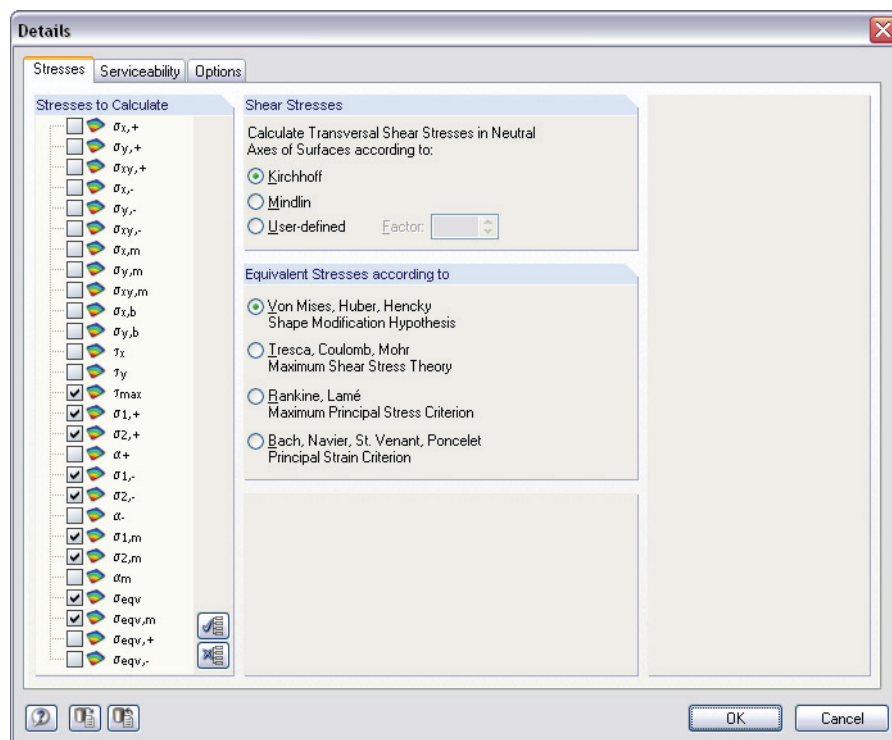 Details
Stresses Serviceability Options
Stresses to Calculate
σx,+
σy,+
σxy,+
σx,-
σy,-
σxy,-
σx,m
σy,m
σxy,m
σx,b
σy,b
τx
τy
τmax
σ1,+
σ2,+
α+
σ1,-
σ2,-
α-
σ1,m
σ2,m
αm
σeqv
σeqv,m
σeqv,+
σeqv,-
Shear Stresses
Calculate Transversal Shear Stresses in Neutral
Axes of Surfaces according to:
Kirchhoff
Mindlin
User-defined Factor:
Equivalent Stresses according to
Von Mises, Huber, Hencky
Shape Modification Hypothesis
Tresca, Coulomb, Mohr
Maximum Shear Stress Theory
Rankine, Lamé
Maximum Principal Stress Criterion
Bach, Navier, St. Venant, Poncelet
Principal Strain Criterion
OK Cancel